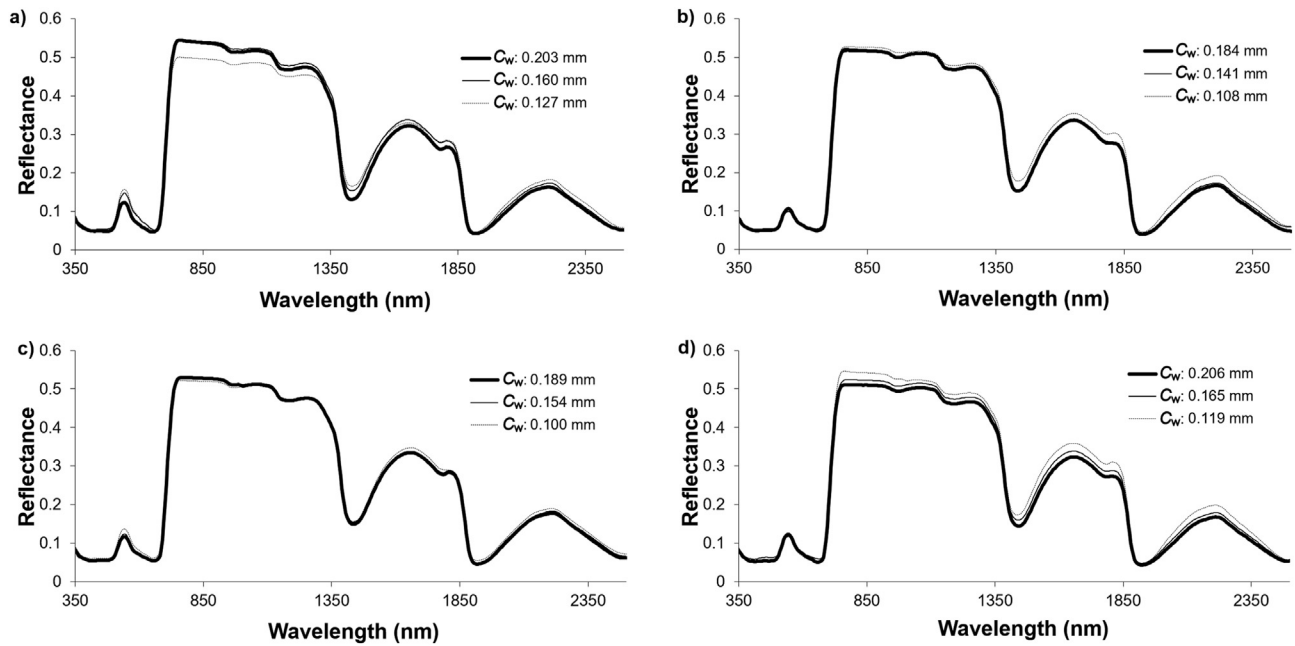 a)
0.6
0.5
0.4
0.3
0.2
0.1
0
Reflectance
350
850
1350
1850
2350
Wavelength (nm)
Cw: 0.203 mm
Cw: 0.160 mm
Cw: 0.127 mm
b)
0.6
0.5
0.4
0.3
0.2
0.1
0
Reflectance
350
850
1350
1850
2350
Wavelength (nm)
Cw: 0.184 mm
Cw: 0.141 mm
Cw: 0.108 mm
c)
0.6
0.5
0.4
0.3
0.2
0.1
0
Reflectance
350
850
1350
1850
2350
Wavelength (nm)
Cw: 0.189 mm
Cw: 0.154 mm
Cw: 0.100 mm
d)
0.6
0.5
0.4
0.3
0.2
0.1
0
Reflectance
350
850
1350
1850
2350
Wavelength (nm)
Cw: 0.206 mm
Cw: 0.165 mm
Cw: 0.119 mm